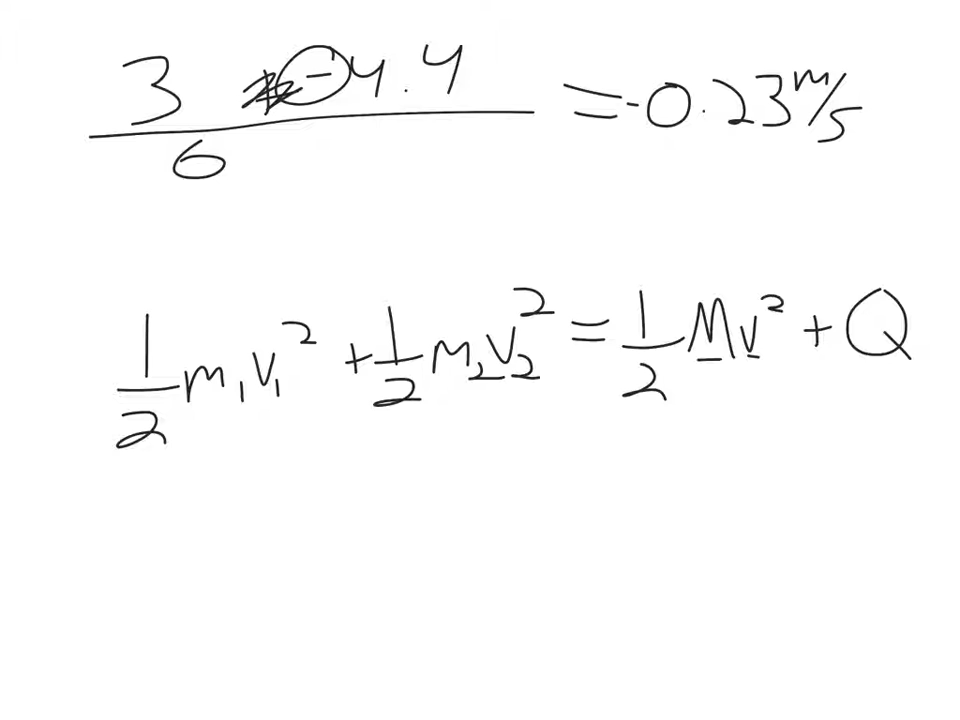 3 - 4.4 / 6 = -0.23 m/s
1/2 m₁v₁² + 1/2 m₂v₂² = 1/2 Mv² + Q